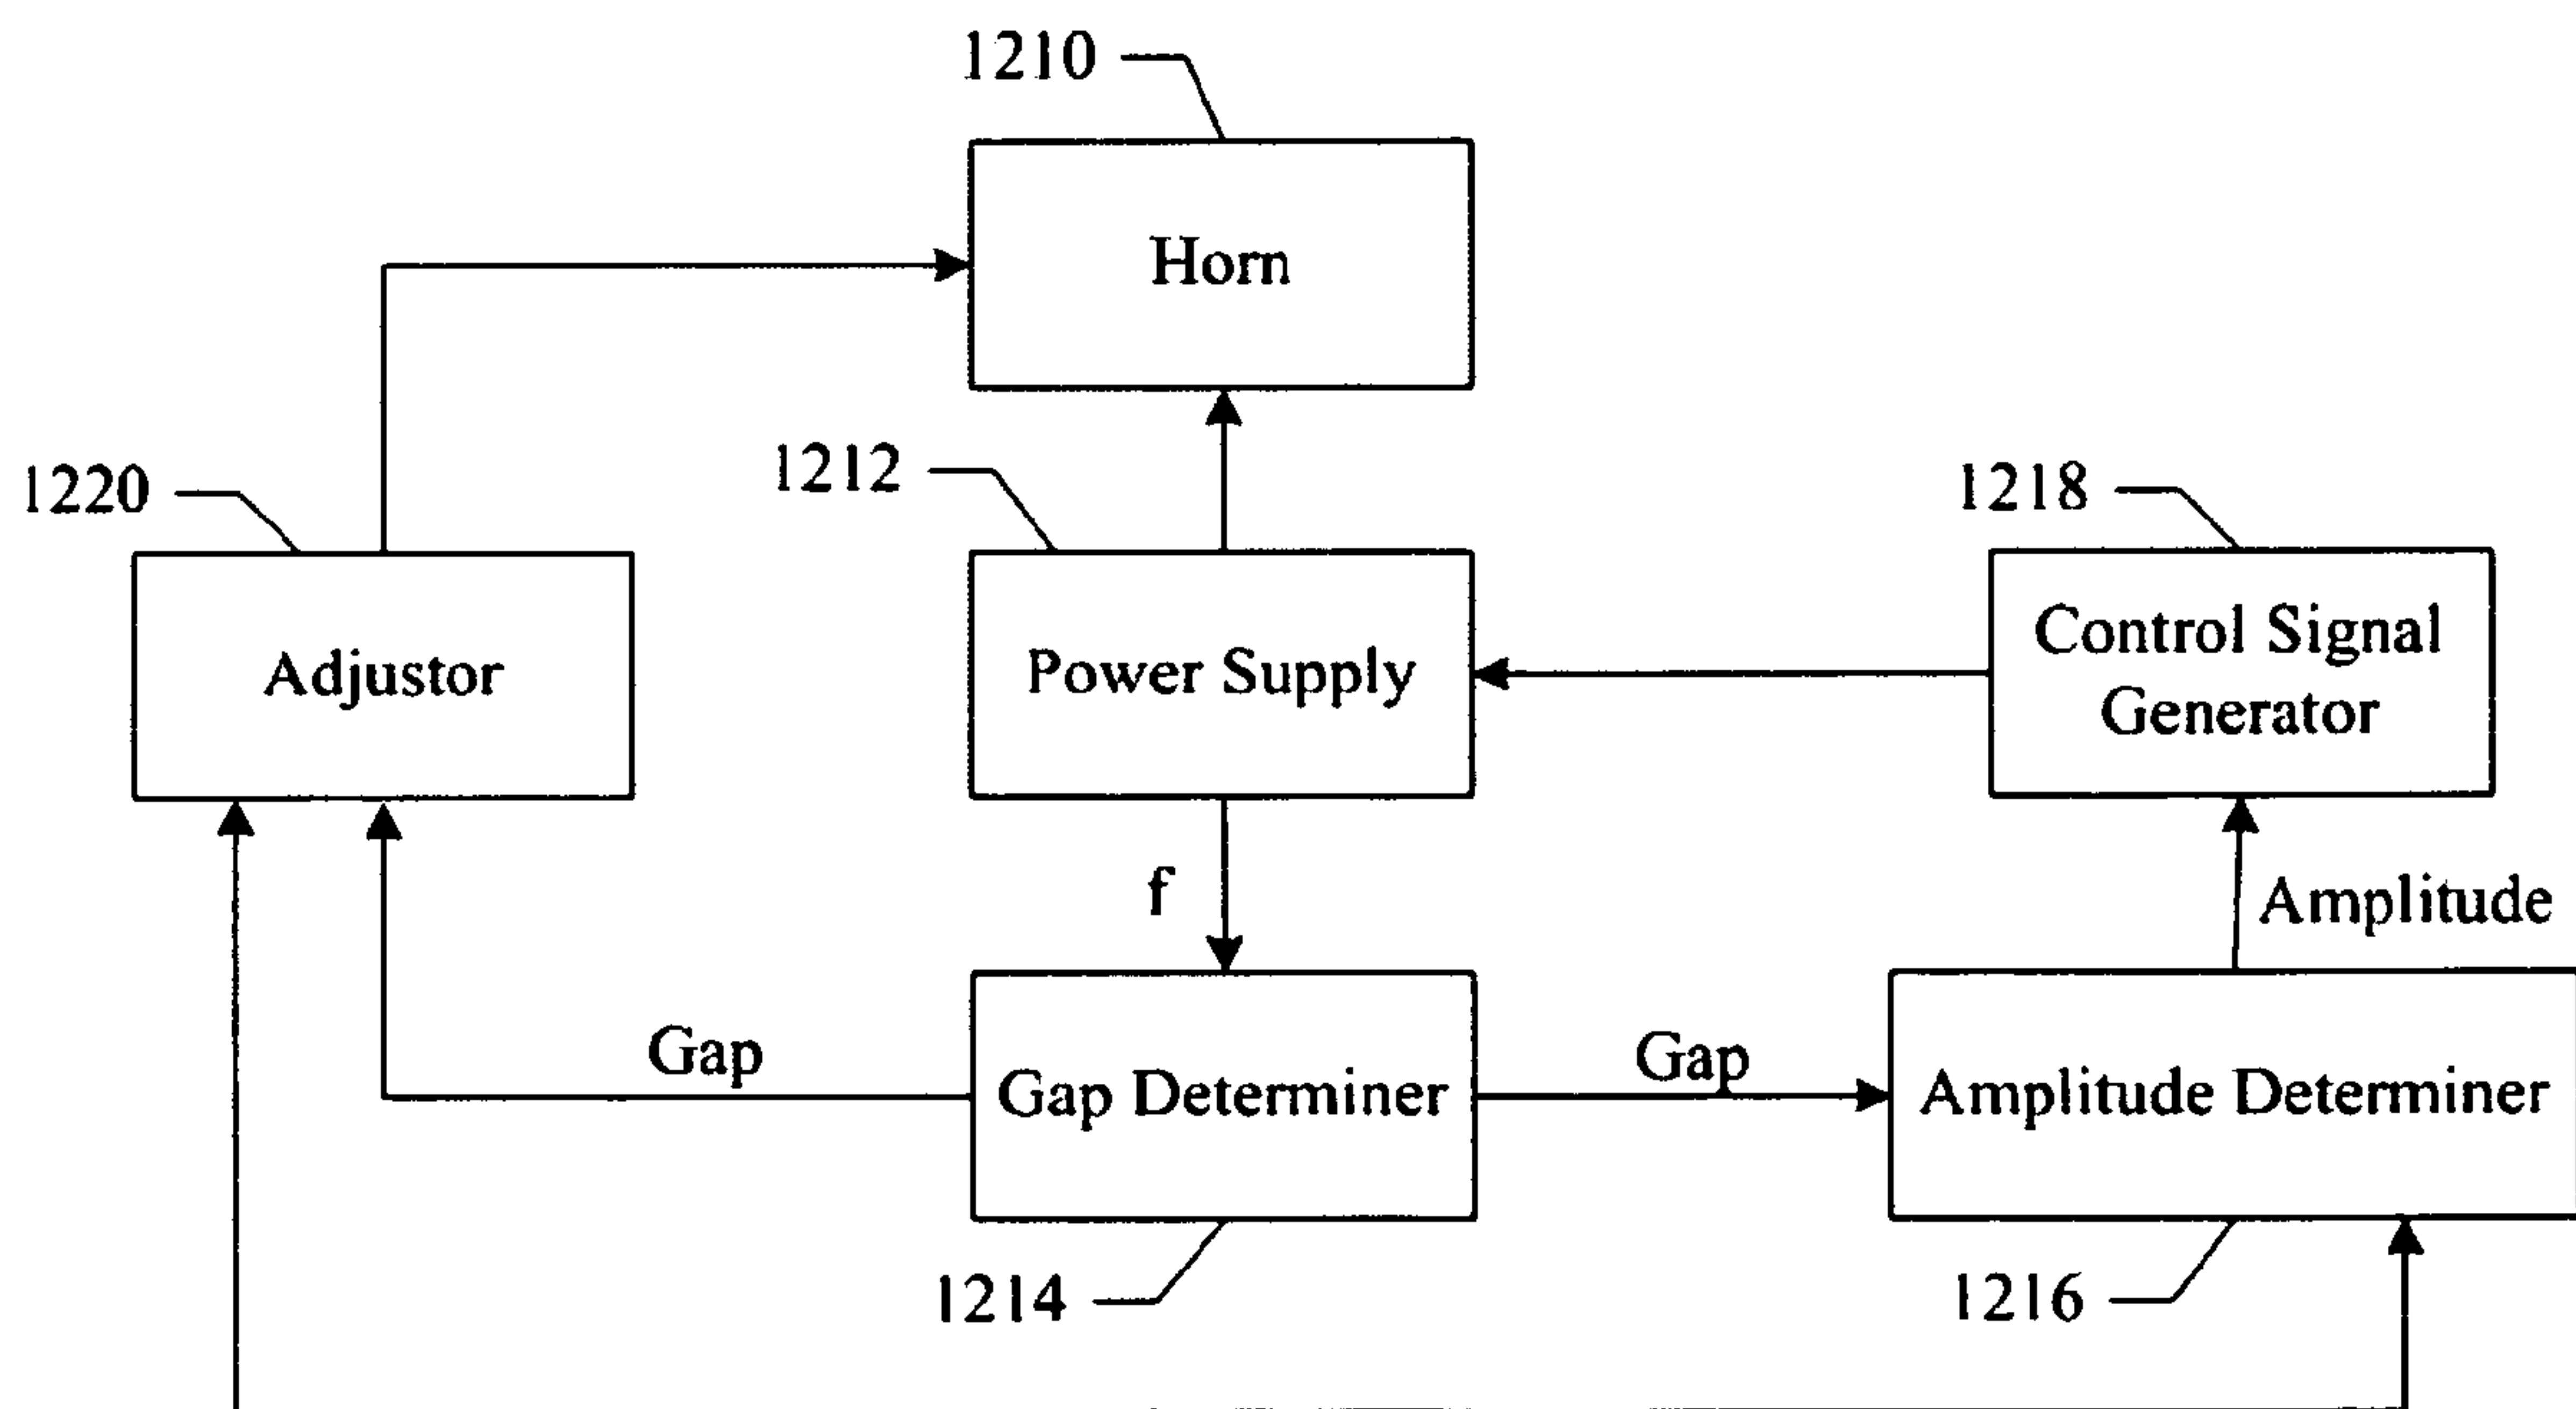 1210
Horn
1220
1212
1218
Adjustor
Power Supply
Control Signal
Generator
f
Amplitude
Gap
Gap
Gap Determiner
Amplitude Determiner
1214
1216